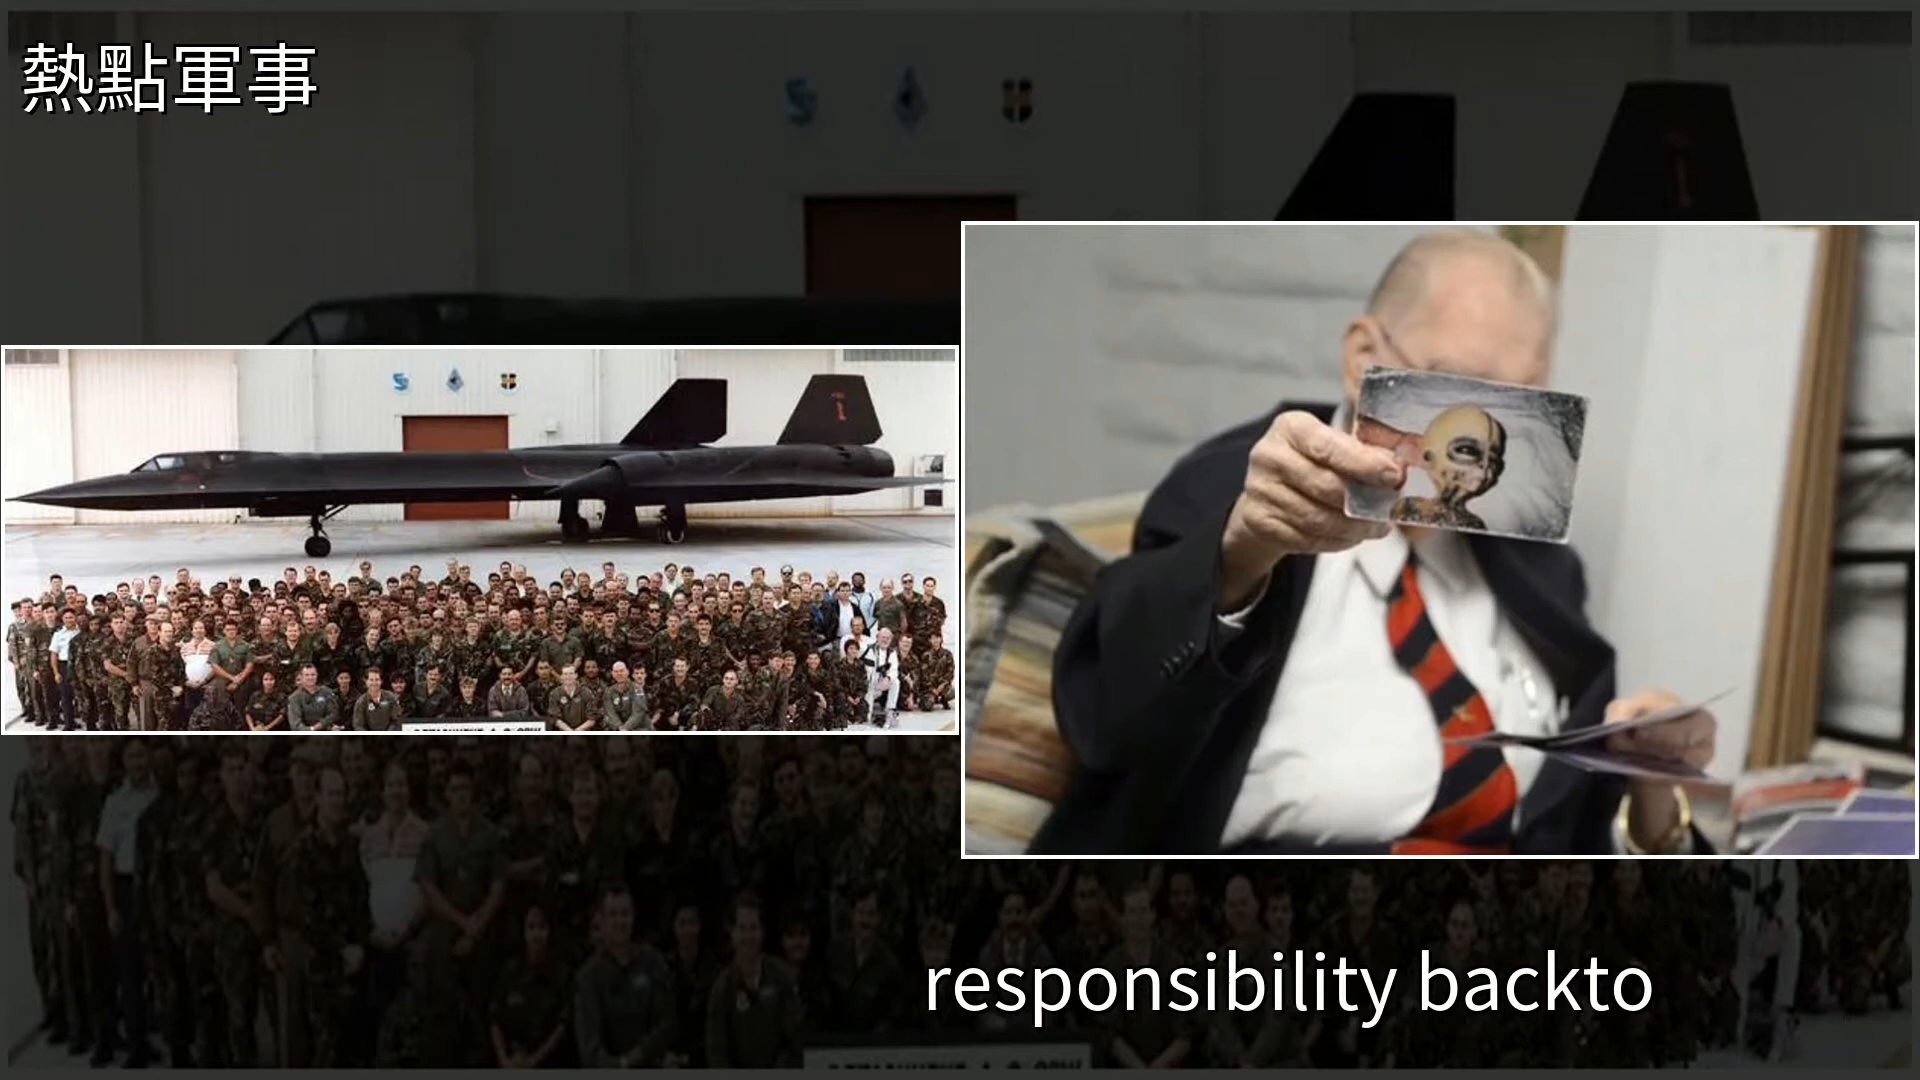 熱點軍事
responsibility backto